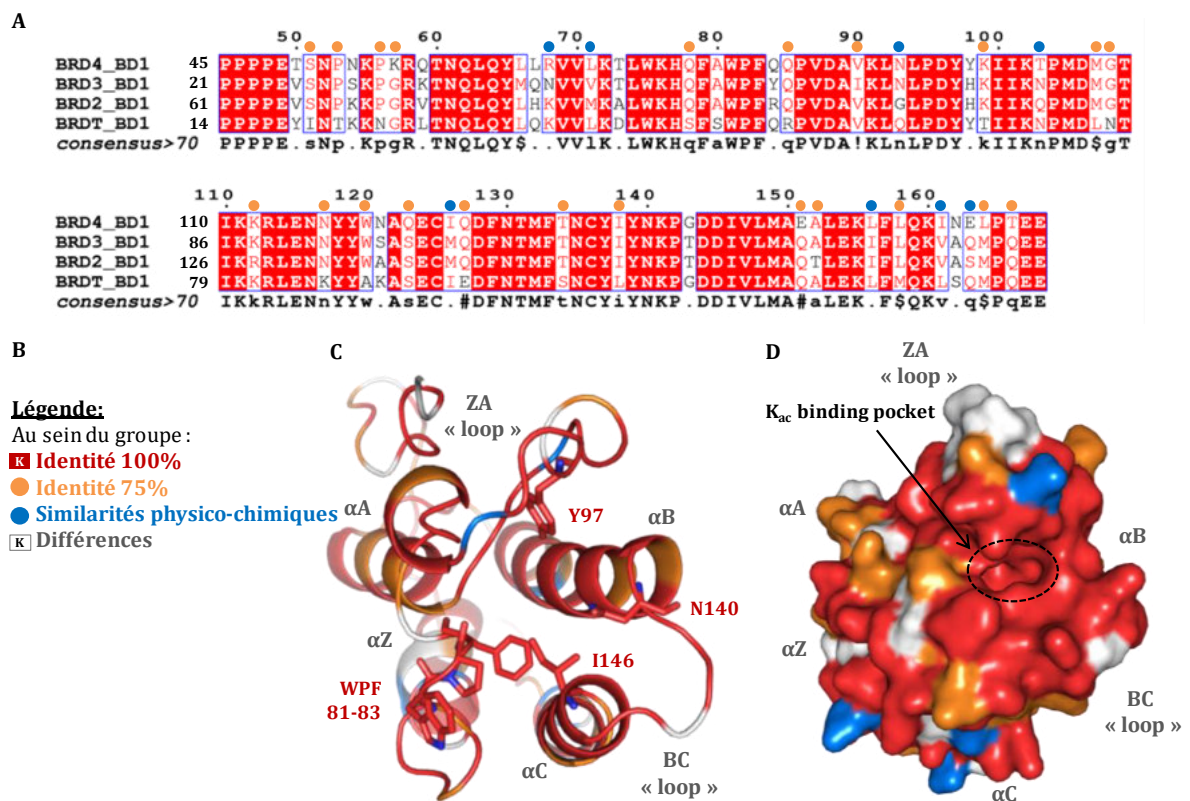 A
50 60 70 80 90 100
BRD4_BD1 45 PPPPETSNPNKPKRQTNQLQYLLRVVLKTLWKHQFAWPFQQPVDAVKLNLPDYYKIIKTPMDMGT
BRD3_BD1 21 PPPPEVSNPSKPGRKTNQLQYMQNVVVKTLWKHQFAWPFYQPVDAIKLNLPDYHKIIKNPMDMGT
BRD2_BD1 61 PPPPEVSNPKKPGRVTNQLQYLHKVVMKALWKHQFAWPFRQPVDAVKLGLPDYHKIIKQPMDMGT
BRDT_BD1 14 PPPPEYINTKKNGRLTNQLQYLQKVVLKDLWKHSFSWPFQRPVDAVKLQLPDYYTIIKNPMDLNT
consensus>70 PPPPE.sNp.KpgR.TNQLQY$..VVlK.LWKHqFaWPF.qPVDA!KLnLPDY.kIIKnPMD$gT
110 120 130 140 150 160
BRD4_BD1 110 IKKRLENNYYWNAQECIQDFNTMFTNCYIYNKPGDDIVLMAEALEKLFLQKINELPTEE
BRD3_BD1 86 IKKRLENNYYWSASECMQDFNTMFTNCYIYNKPTDDIVLMAQALEKIFLQKVAQMPQEE
BRD2_BD1 126 IKRRLENNYYWAASECMQDFNTMFTNCYIYNKPTDDIVLMAQTLEKIFLQKVASMPQEE
BRDT_BD1 79 IKKRLENKYYAKASECIEDFNTMFSNCYLYNKPGDDIVLMAQALEKLFMQKLSQMPQEE
consensus>70 IKkRLENnYYw.AsEC.#DFNTMFtNCYiYNKP.DDIVLMA#aLEK.F$QKv.q$PqEE
B
Légende:
Au sein du groupe :
K Identité 100%
Identité 75%
Similarités physico-chimiques
K Différences
C
ZA
« loop »
αA
Y97
αB
N140
αZ
I146
WPF
81-83
αC
BC
« loop »
D
ZA
« loop »
Kac binding pocket
αA
αB
αZ
BC
« loop »
αC